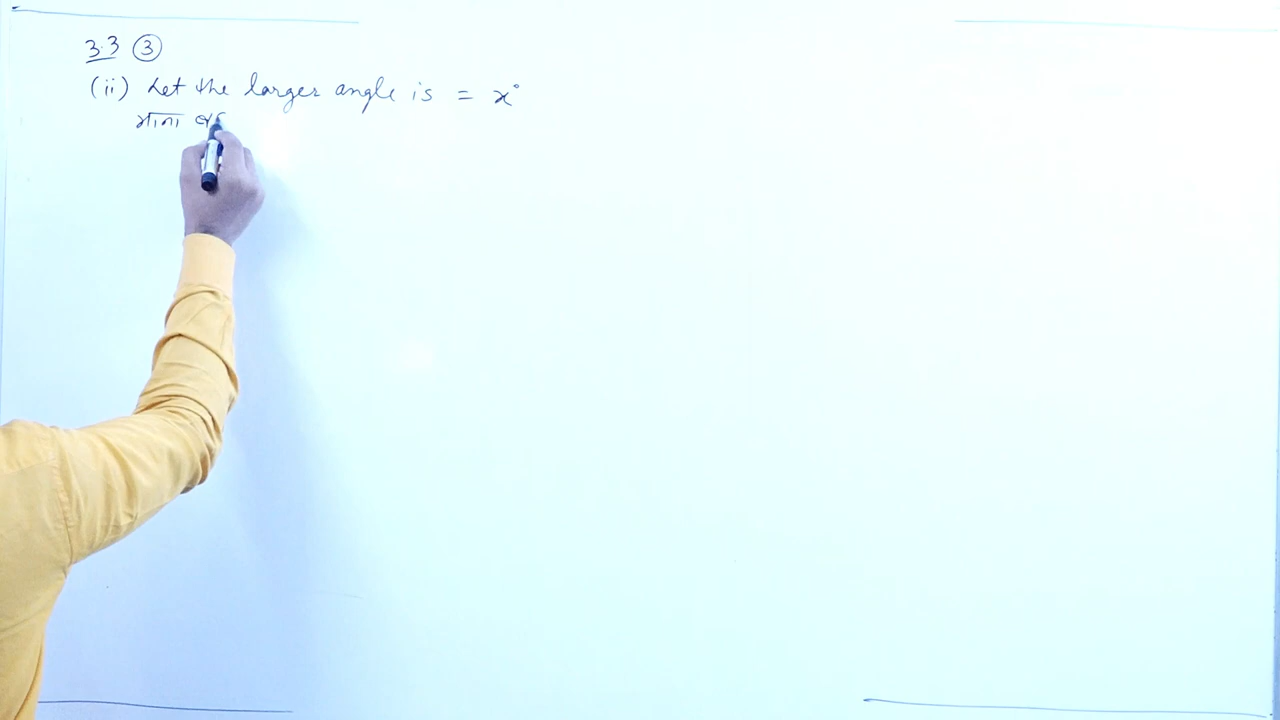 3.3 ③
(ii) Let the larger angle is = x°
माना